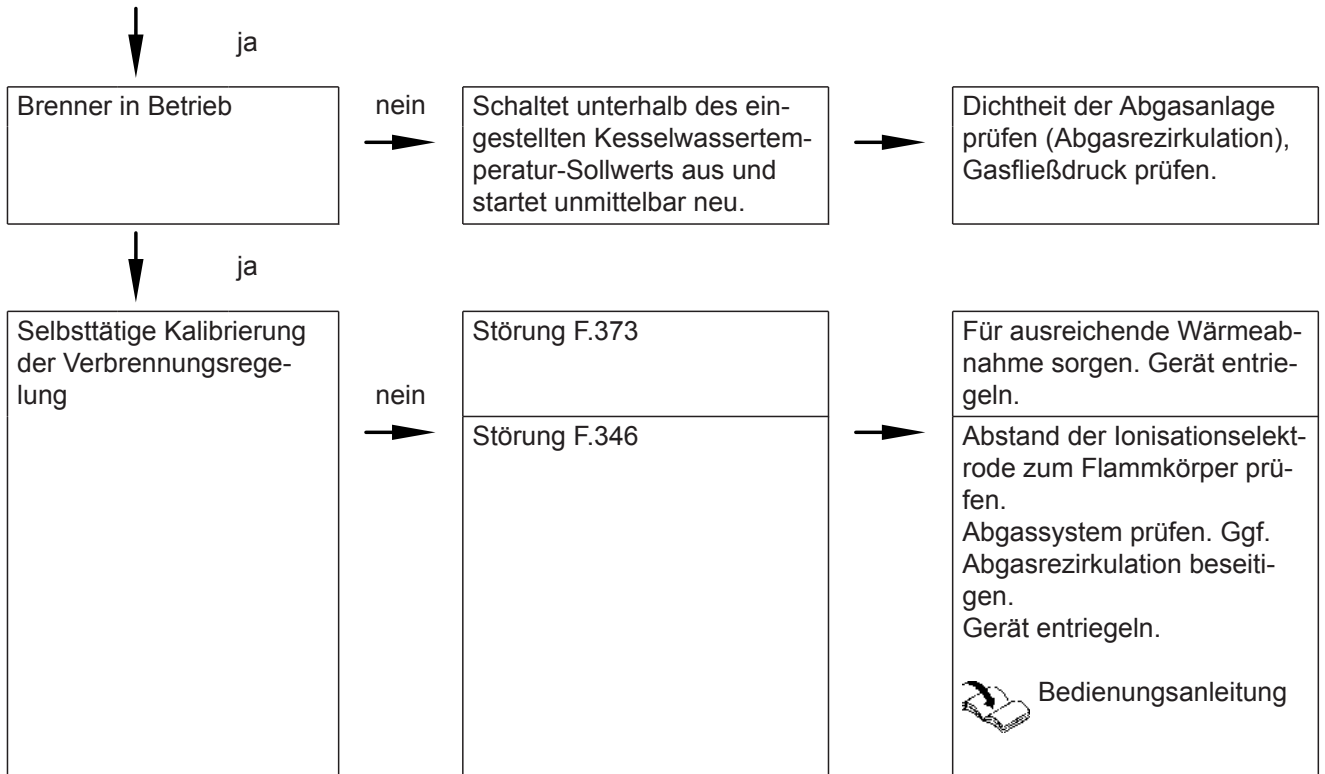 ja
Brenner in Betrieb
nein
Schaltet unterhalb des ein-
gestellten Kesselwassertem-
peratur-Sollwerts aus und
startet unmittelbar neu.
Dichtheit der Abgasanlage
prüfen (Abgasrezirkulation),
Gasfließdruck prüfen.
ja
Selbsttätige Kalibrierung
der Verbrennungsrege-
lung
nein
Störung F.373
Für ausreichende Wärmeab-
nahme sorgen. Gerät entrie-
geln.
Störung F.346
Abstand der Ionisationselekt-
rode zum Flammkörper prü-
fen.
Abgassystem prüfen. Ggf.
Abgasrezirkulation beseiti-
gen.
Gerät entriegeln.
Bedienungsanleitung